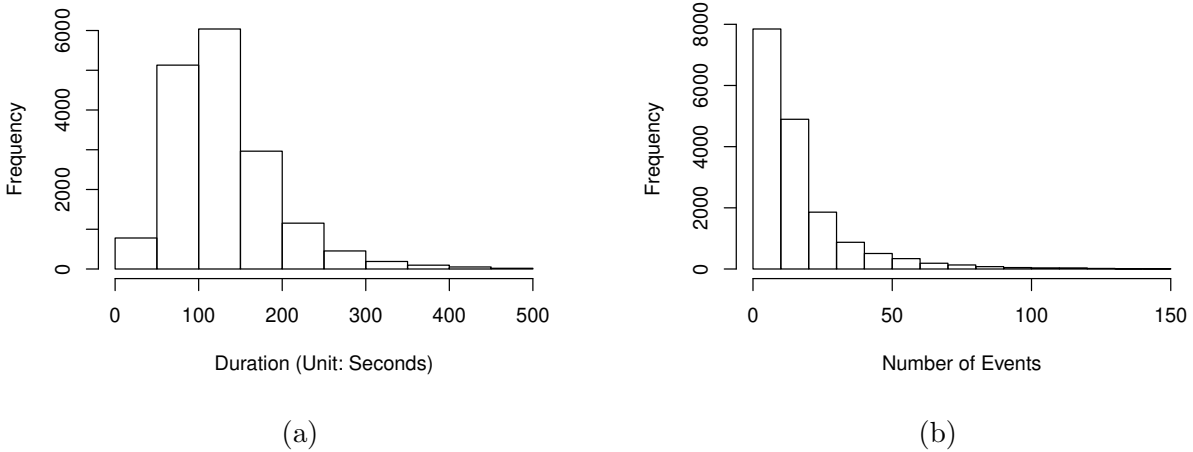 Frequency
0
2000
4000
6000
0 100 200 300 400 500
Duration (Unit: Seconds)
(a)
Frequency
0
2000
4000
6000
8000
0 50 100 150
Number of Events
(b)